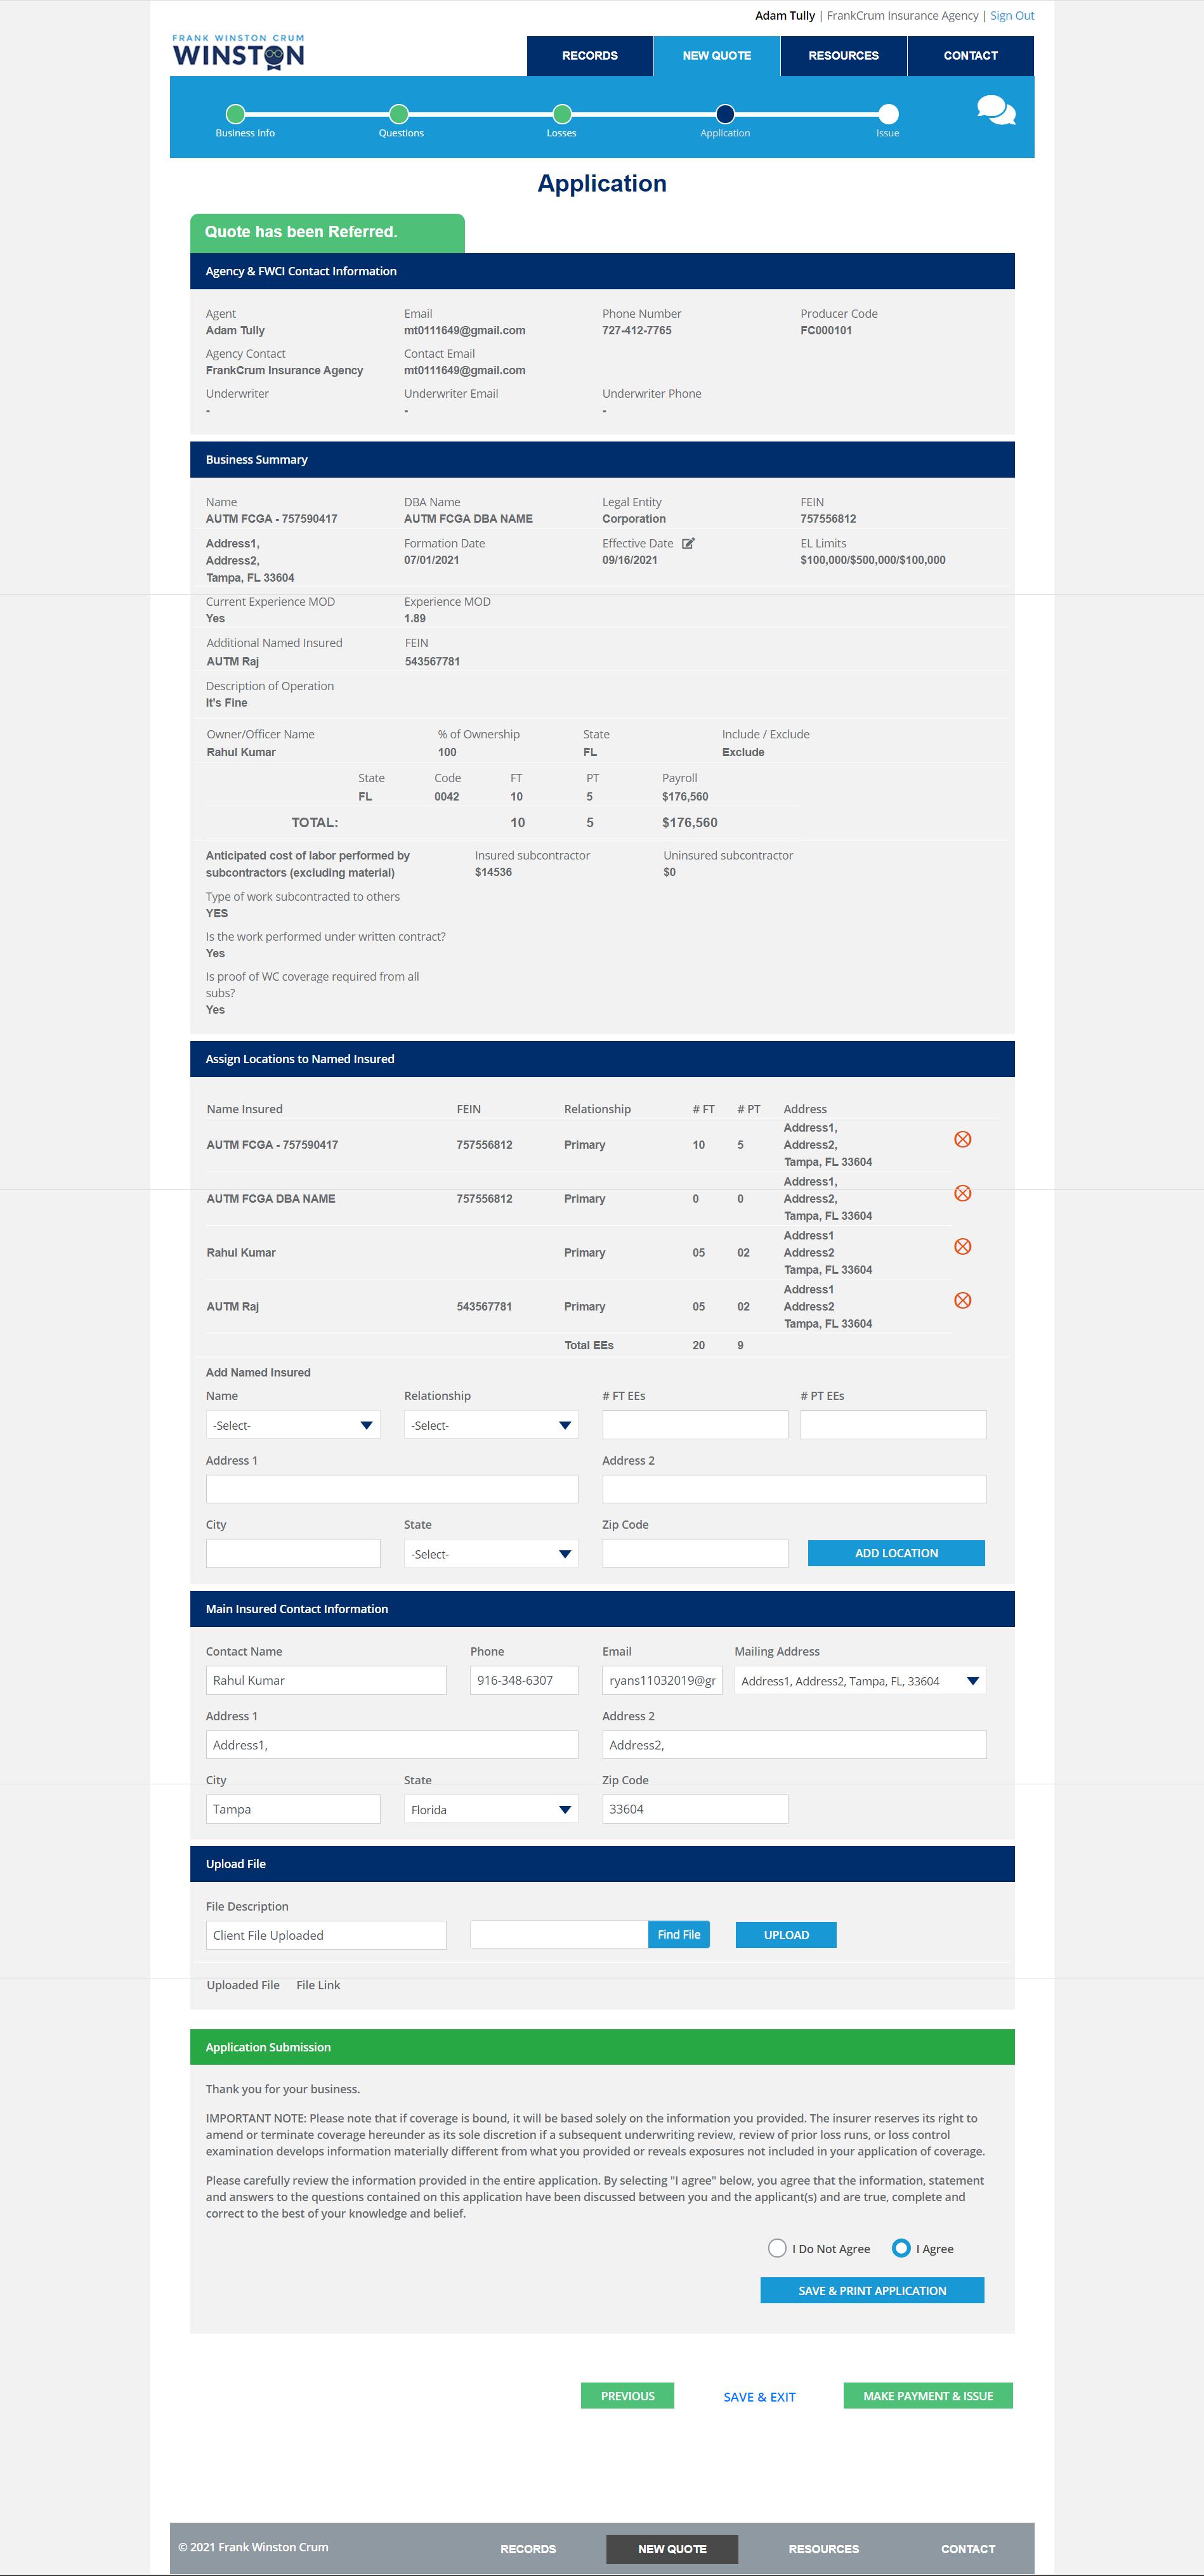 Adam Tully | FrankCrum Insurance Agency | Sign Out
FRANK WINSTON CRUM
WINSTON
RECORDS NEW QUOTE RESOURCES CONTACT
Business Info Questions Losses Application Issue
Application
Quote has been Referred.
Agency & FWCI Contact Information
Agent Email Phone Number Producer Code
Adam Tully mt0111649@gmail.com 727-412-7765 FC000101
Agency Contact Contact Email
FrankCrum Insurance Agency mt0111649@gmail.com
Underwriter Underwriter Email Underwriter Phone
- - -
Business Summary
Name DBA Name Legal Entity FEIN
AUTM FCGA - 757590417 AUTM FCGA DBA NAME Corporation 757556812
Address1, Formation Date Effective Date EL Limits
Address2, 07/01/2021 09/16/2021 $100,000/$500,000/$100,000
Tampa, FL 33604
Current Experience MOD Experience MOD
Yes 1.89
Additional Named Insured FEIN
AUTM Raj 543567781
Description of Operation
It's Fine
Owner/Officer Name % of Ownership State Include / Exclude
Rahul Kumar 100 FL Exclude
State Code FT PT Payroll
FL 0042 10 5 $176,560
TOTAL: 10 5 $176,560
Anticipated cost of labor performed by Insured subcontractor Uninsured subcontractor
subcontractors (excluding material) $14536 $0
Type of work subcontracted to others
YES
Is the work performed under written contract?
Yes
Is proof of WC coverage required from all
subs?
Yes
Assign Locations to Named Insured
Name Insured FEIN Relationship # FT # PT Address
Address1,
AUTM FCGA - 757590417 757556812 Primary 10 5 Address2,
Tampa, FL 33604
Address1,
AUTM FCGA DBA NAME 757556812 Primary 0 0 Address2,
Tampa, FL 33604
Address1
Rahul Kumar Primary 05 02 Address2
Tampa, FL 33604
Address1
AUTM Raj 543567781 Primary 05 02 Address2
Tampa, FL 33604
Total EEs 20 9
Add Named Insured
Name Relationship # FT EEs # PT EEs
-Select- -Select-
Address 1 Address 2
City State Zip Code
-Select- ADD LOCATION
Main Insured Contact Information
Contact Name Phone Email Mailing Address
Rahul Kumar 916-348-6307 ryans11032019@gr Address1, Address2, Tampa, FL, 33604
Address 1 Address 2
Address1, Address2,
City State Zip Code
Tampa Florida 33604
Upload File
File Description
Client File Uploaded Find File UPLOAD
Uploaded File File Link
Application Submission
Thank you for your business.
IMPORTANT NOTE: Please note that if coverage is bound, it will be based solely on the information you provided. The insurer reserves its right to
amend or terminate coverage hereunder as its sole discretion if a subsequent underwriting review, review of prior loss runs, or loss control
examination develops information materially different from what you provided or reveals exposures not included in your application of coverage.
Please carefully review the information provided in the entire application. By selecting "I agree" below, you agree that the information, statement
and answers to the questions contained on this application have been discussed between you and the applicant(s) and are true, complete and
correct to the best of your knowledge and belief.
I Do Not Agree I Agree
SAVE & PRINT APPLICATION
PREVIOUS SAVE & EXIT MAKE PAYMENT & ISSUE
© 2021 Frank Winston Crum RECORDS NEW QUOTE RESOURCES CONTACT